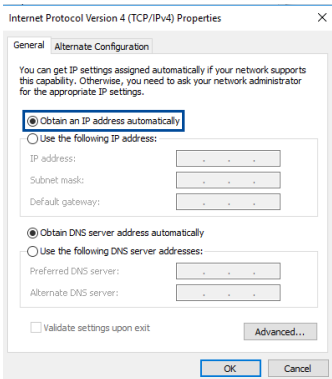 Internet Protocol Version 4 (TCP/IPv4) Properties
General
Alternate Configuration
You can get IP settings assigned automatically if your network supports
this capability. Otherwise, you need to ask your network administrator
for the appropriate IP settings.
Obtain an IP address automatically
Use the following IP address:
IP address:
Subnet mask:
Default gateway:
Obtain DNS server address automatically
Use the following DNS server addresses:
Preferred DNS server:
Alternate DNS server:
Validate settings upon exit
Advanced...
OK
Cancel